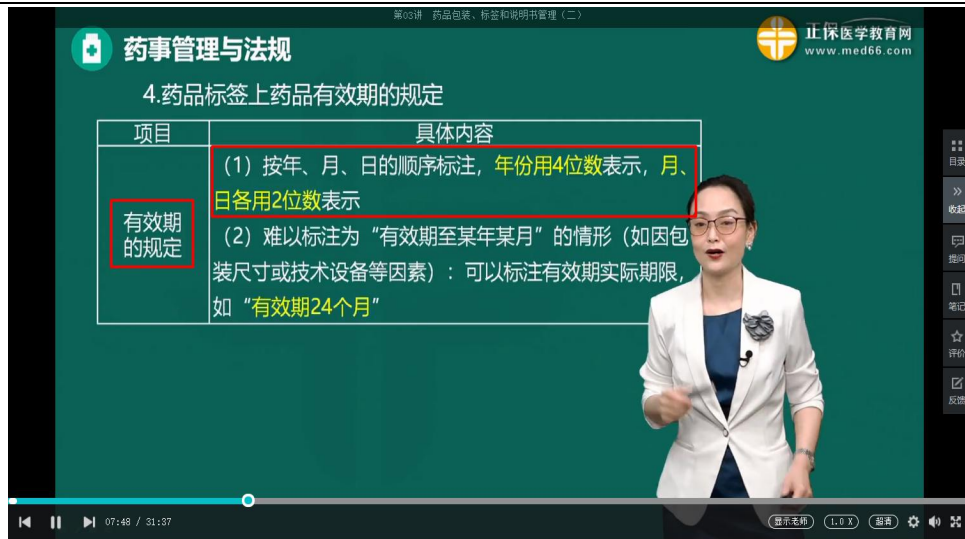 第03讲 药品包装、标签和说明书管理（二）
药事管理与法规
正保医学教育网
www.med66.com
4.药品标签上药品有效期的规定
项目
具体内容
有效期
的规定
（1）按年、月、日的顺序标注，年份用4位数表示，月、
日各用2位数表示
（2）难以标注为“有效期至某年某月”的情形（如因包
装尺寸或技术设备等因素）：可以标注有效期实际期限，
如“有效期24个月”
目录
收起
提问
笔记
评价
反馈
07:48 / 31:37
显示老师
1.0 X
超清